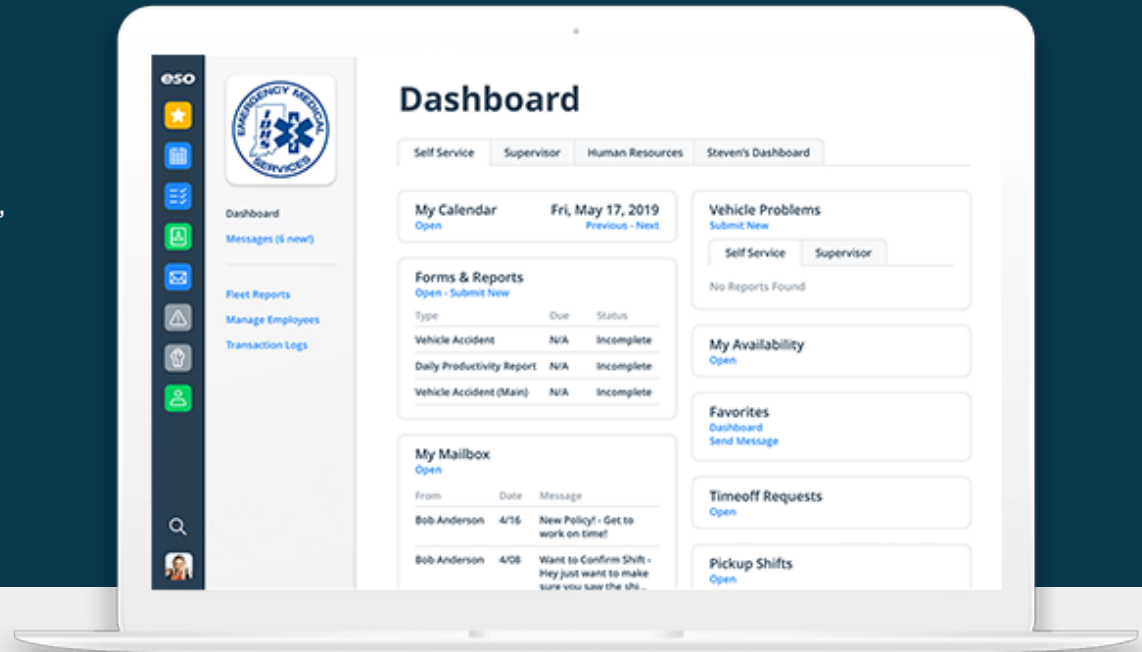 ,
eso
EMERGENCY MEDICAL
SERVICES
Dashboard
Messages (6 new!)
Fleet Reports
Manage Employees
Transaction Logs
Dashboard
Self Service Supervisor Human Resources Steven's Dashboard
My Calendar Fri, May 17, 2019
Open Previous - Next
Forms & Reports
Open - Submit New
Type Due Status
Vehicle Accident N/A Incomplete
Daily Productivity Report N/A Incomplete
Vehicle Accident (Main) N/A Incomplete
My Mailbox
Open
From Date Message
Bob Anderson 4/16 New Policy! - Get to
work on time!
Bob Anderson 4/08 Want to Confirm Shift -
Hey just want to make
sure you saw the shi...
Vehicle Problems
Submit New
Self Service Supervisor
No Reports Found
My Availability
Open
Favorites
Dashboard
Send Message
Timeoff Requests
Open
Pickup Shifts
Open